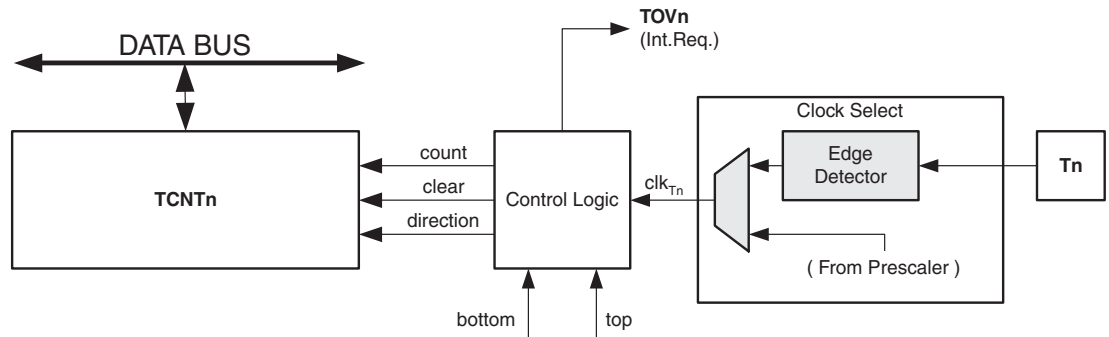 TOVn
(Int.Req.)
DATA BUS
Clock Select
count
clear
direction
TCNTn
Control Logic
clkTn
Edge
Detector
Tn
( From Prescaler )
bottom
top